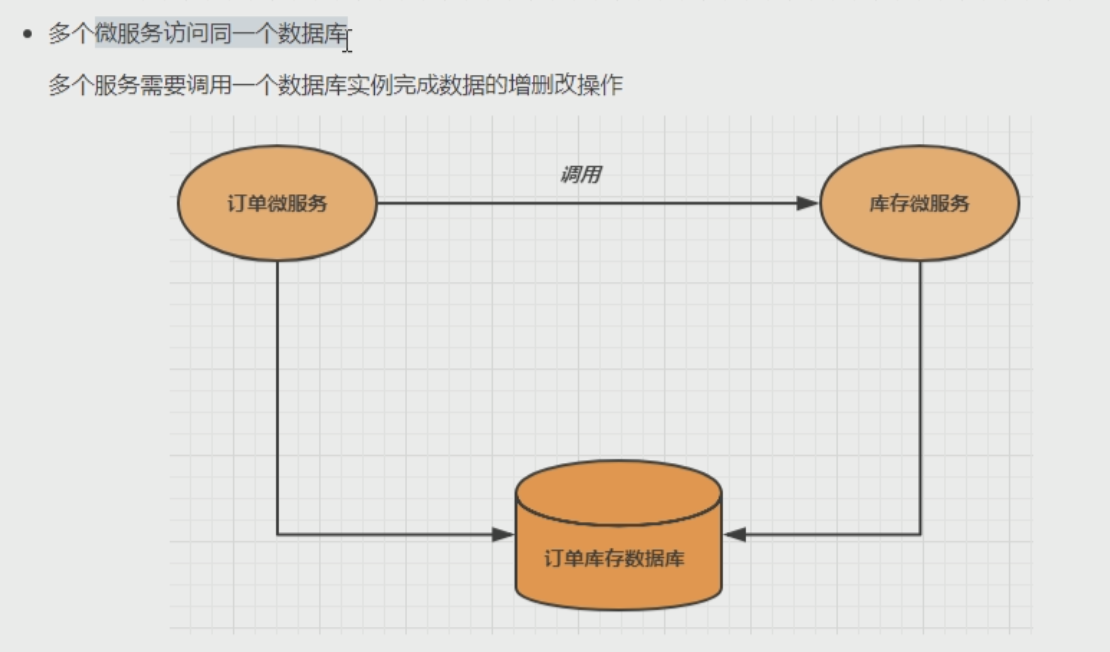 多个微服务访问同一个数据库
多个服务需要调用一个数据库实例完成数据的增删改操作
调用
订单微服务
库存微服务
订单库存数据库